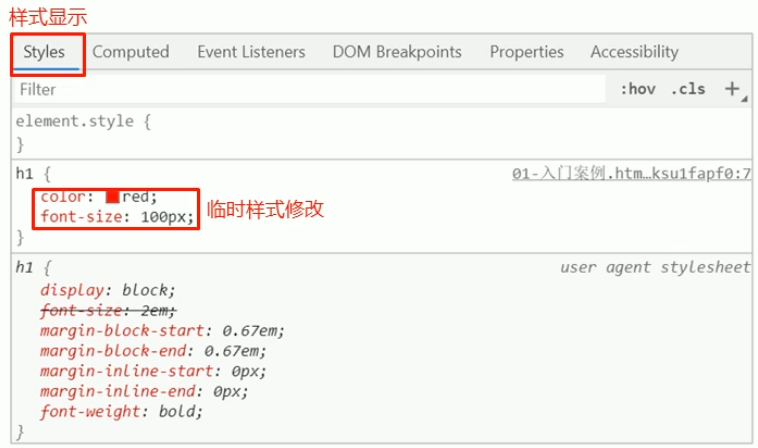 样式显示
Styles Computed Event Listeners DOM Breakpoints Properties Accessibility
Filter :hov .cls +
element.style {
}
h1 { 01-入门案例.htm…ksu1fapf0:7
color: red;
font-size: 100px;
临时样式修改
}
h1 { user agent stylesheet
display: block;
font-size: 2em;
margin-block-start: 0.67em;
margin-block-end: 0.67em;
margin-inline-start: 0px;
margin-inline-end: 0px;
font-weight: bold;
}